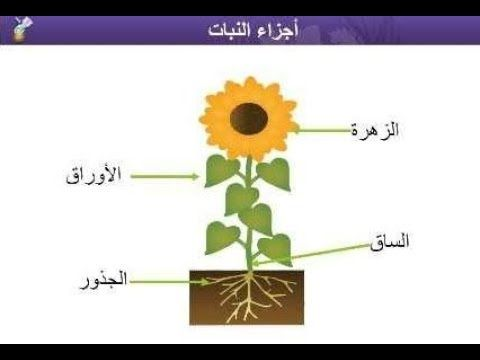 أجزاء النبات
الزهرة
الأوراق
الساق
الجذور